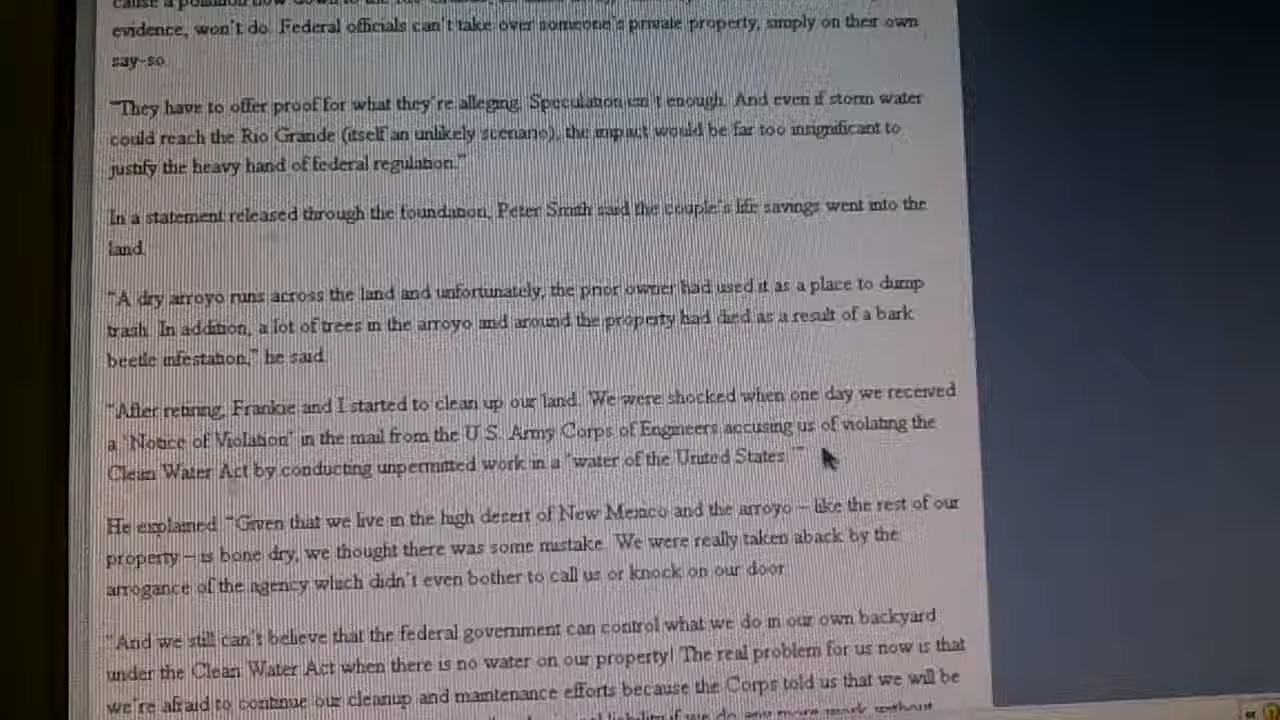 evidence, won't do. Federal officials can't take over someone's private property, simply on their own
say-so.
"They have to offer proof for what they're alleging. Speculation isn't enough. And even if storm water
could reach the Rio Grande (itself an unlikely scenario), the impact would be far too insignificant to
justify the heavy hand of federal regulation."
In a statement released through the foundation, Peter Smith said the couple's life savings went into the
land.
"A dry arroyo runs across the land and unfortunately, the prior owner had used it as a place to dump
trash. In addition, a lot of trees in the arroyo and around the property had died as a result of a bark
beetle infestation," he said.
"After retiring, Frankie and I started to clean up our land. We were shocked when one day we received
a 'Notice of Violation' in the mail from the U.S. Army Corps of Engineers accusing us of violating the
Clean Water Act by conducting unpermitted work in a 'water of the United States.'"
He explained, "Given that we live in the high desert of New Mexico and the arroyo – like the rest of our
property – is bone dry, we thought there was some mistake. We were really taken aback by the
arrogance of the agency which didn't even bother to call us or knock on our door.
"And we still can't believe that the federal government can control what we do in our own backyard
under the Clean Water Act when there is no water on our property! The real problem for us now is that
we're afraid to continue our cleanup and maintenance efforts because the Corps told us that we will be